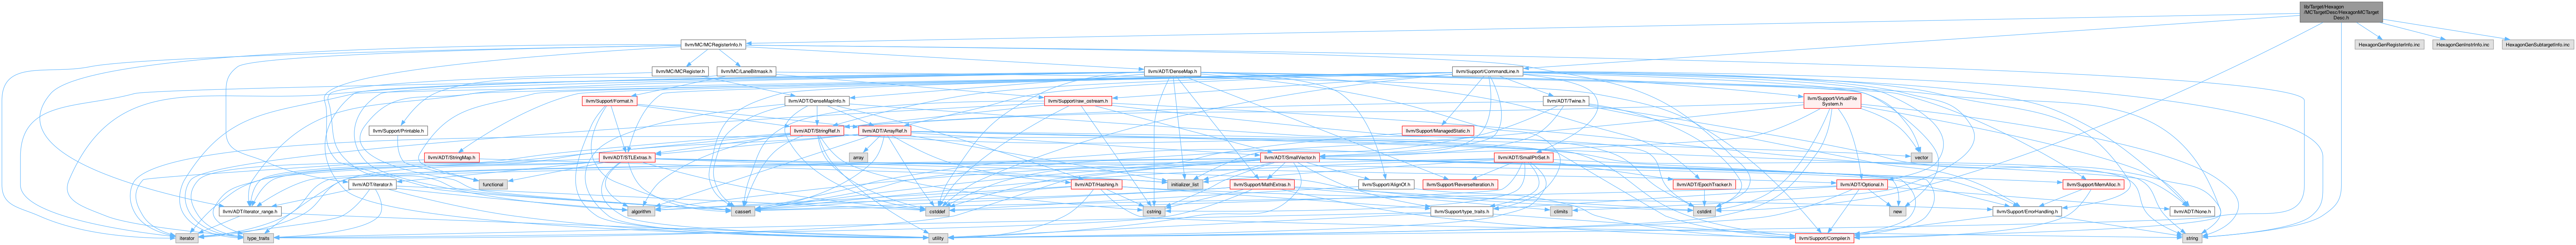 lib/Target/Hexagon
/MCTargetDesc/HexagonMCTarget
Desc.h
llvm/MC/MCRegisterInfo.h
HexagonGenRegisterInfo.inc
HexagonGenInstrInfo.inc
HexagonGenSubtargetInfo.inc
llvm/MC/MCRegister.h
llvm/MC/LaneBitmask.h
llvm/ADT/DenseMap.h
llvm/Support/CommandLine.h
llvm/Support/Format.h
llvm/ADT/DenseMapInfo.h
llvm/Support/raw_ostream.h
llvm/ADT/Twine.h
llvm/Support/VirtualFile
System.h
llvm/Support/Printable.h
llvm/ADT/StringRef.h
llvm/ADT/ArrayRef.h
llvm/Support/ManagedStatic.h
llvm/ADT/StringMap.h
llvm/ADT/STLExtras.h
array
llvm/ADT/SmallVector.h
llvm/ADT/SmallPtrSet.h
vector
llvm/ADT/iterator.h
functional
llvm/ADT/Hashing.h
initializer_list
llvm/Support/MathExtras.h
llvm/Support/AlignOf.h
llvm/Support/ReverseIteration.h
llvm/ADT/EpochTracker.h
llvm/ADT/Optional.h
llvm/Support/MemAlloc.h
llvm/ADT/iterator_range.h
algorithm
cassert
cstddef
cstring
llvm/Support/type_traits.h
climits
cstdint
new
llvm/Support/ErrorHandling.h
llvm/ADT/None.h
iterator
type_traits
utility
llvm/Support/Compiler.h
string